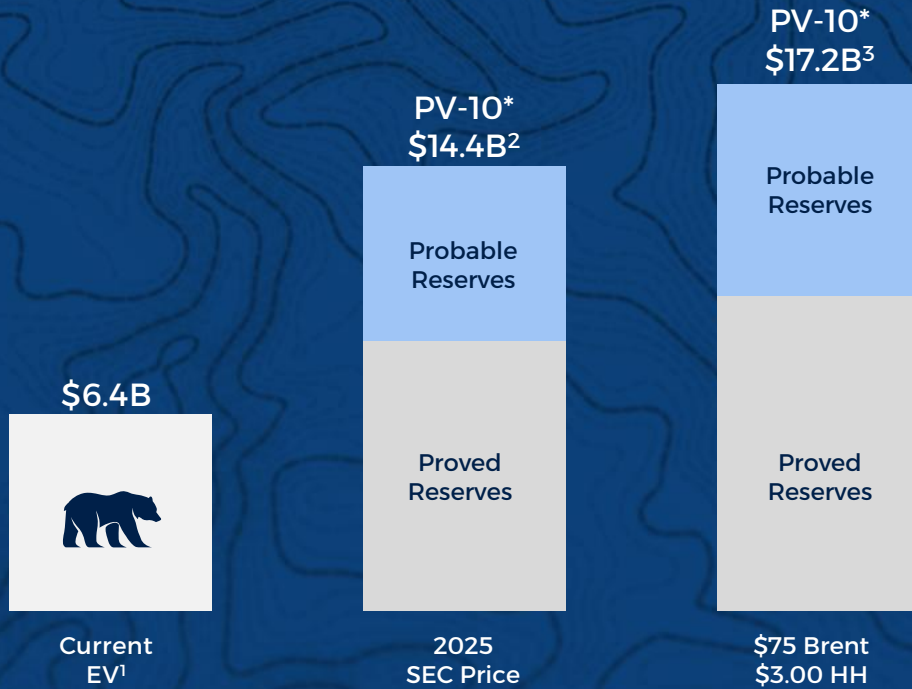 $6.4B
Current
EV¹
PV-10*
$14.4B²
Probable
Reserves
Proved
Reserves
2025
SEC Price
PV-10*
$17.2B³
Probable
Reserves
Proved
Reserves
$75 Brent
$3.00 HH